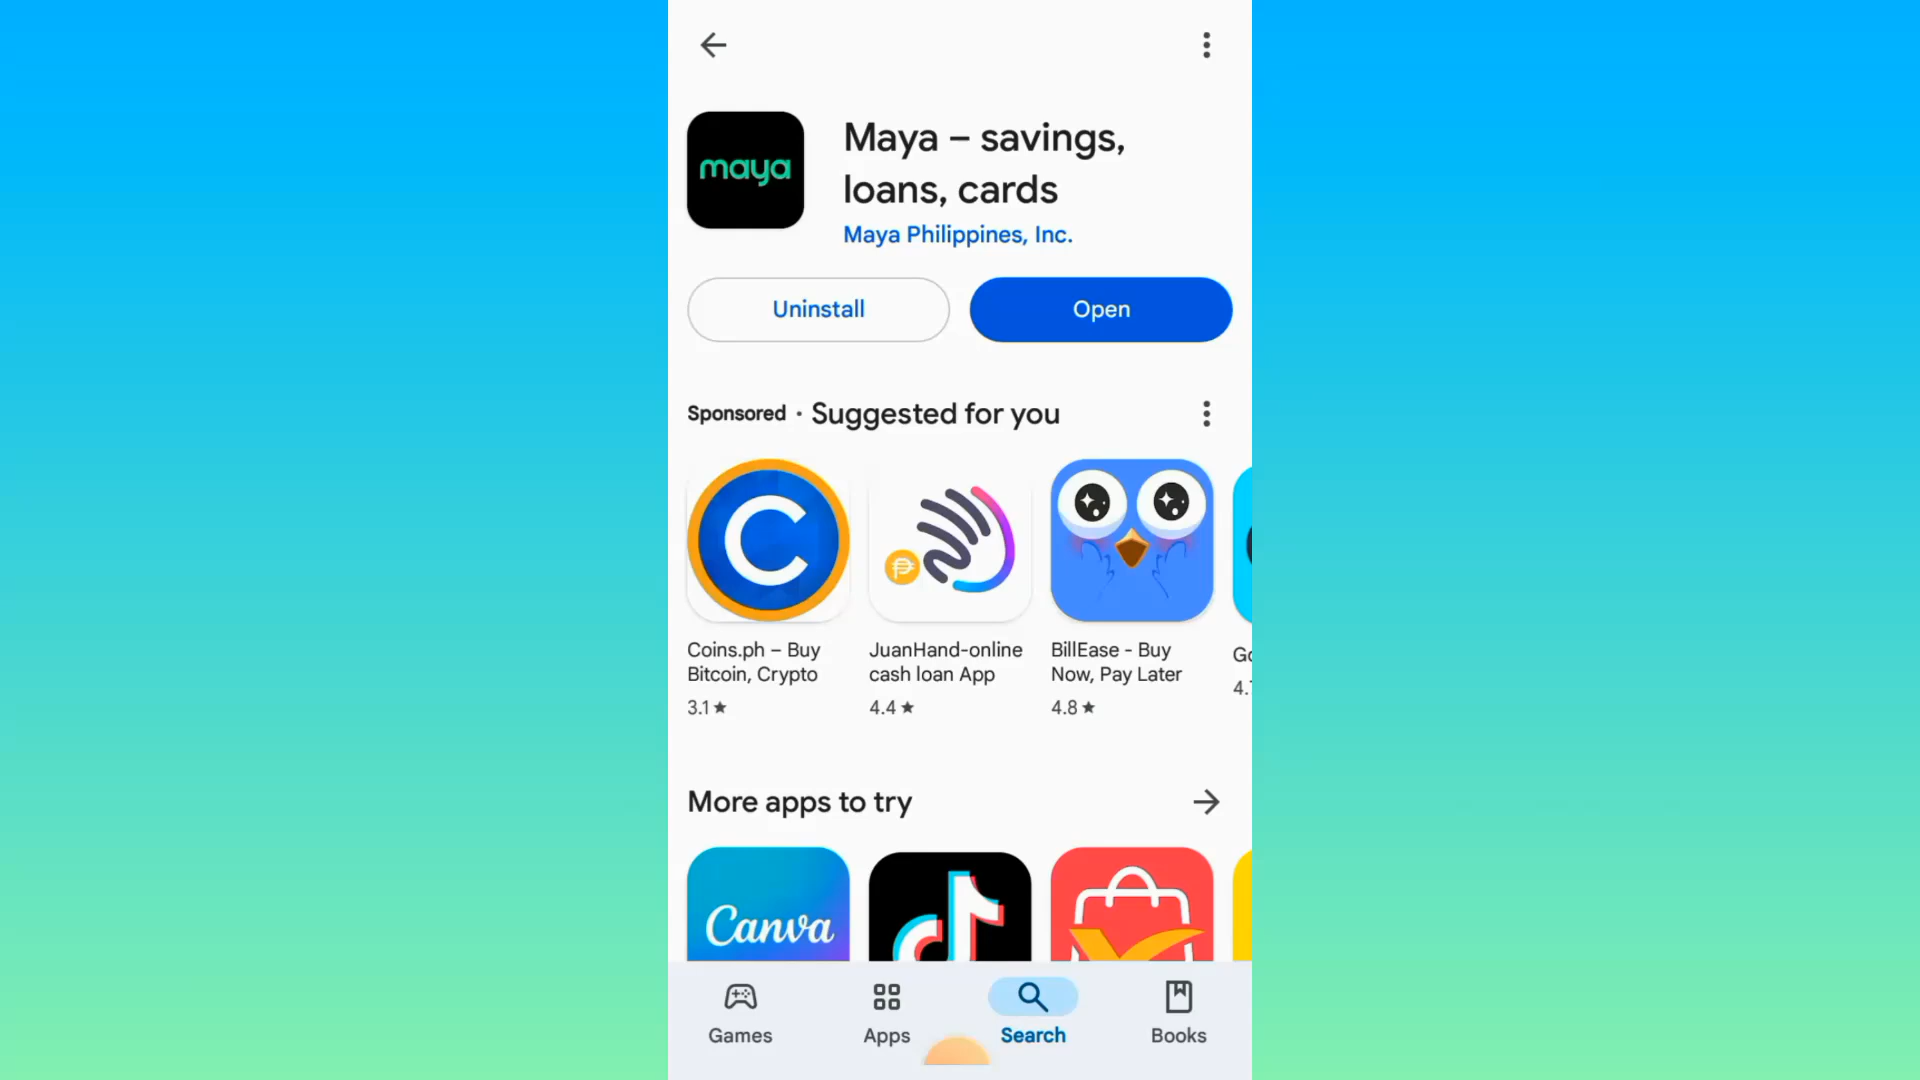 maya
Maya – savings,
loans, cards
Maya Philippines, Inc.
Uninstall
Open
Sponsored · Suggested for you
Coins.ph – Buy
Bitcoin, Crypto
3.1★
JuanHand-online
cash loan App
4.4★
BillEase - Buy
Now, Pay Later
4.8★
4.
More apps to try
Canva
Games
Apps
Search
Books